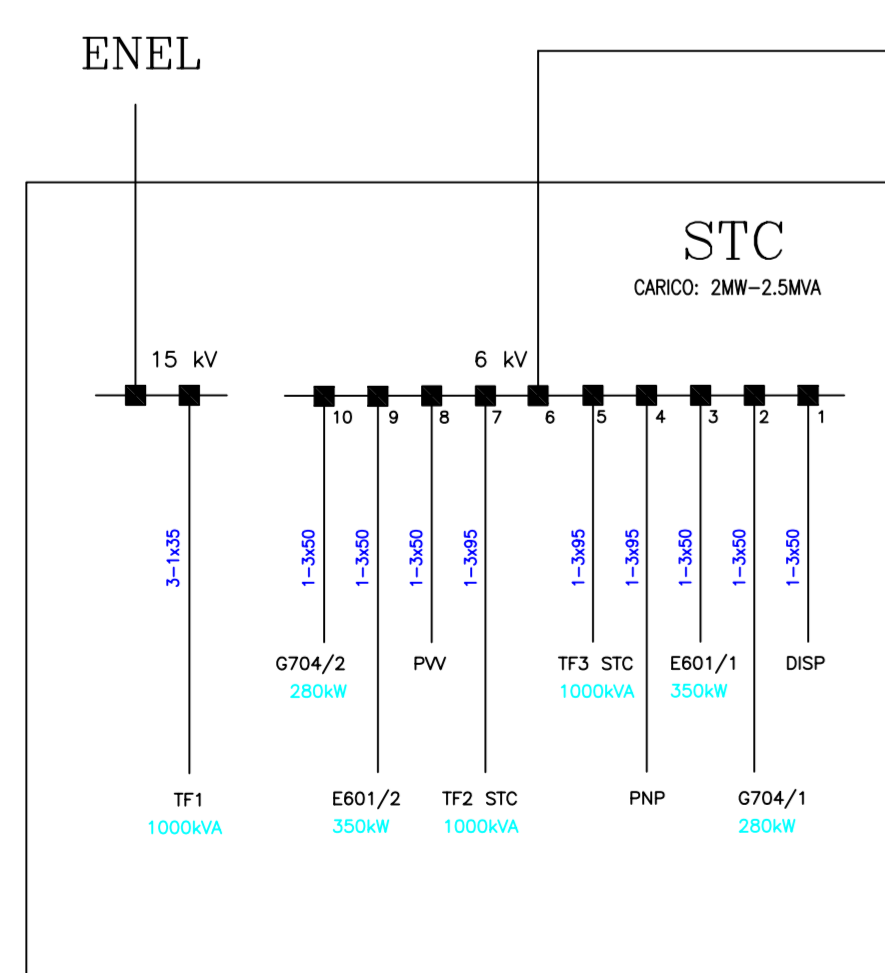 ENEL
STC
CARICO: 2MW-2.5MVA
15 kV
6 kV
10 9 8 7 6 5 4 3 2 1
3-1x35
1-3x50
1-3x50
1-3x50
1-3x95
1-3x95
1-3x95
1-3x50
1-3x50
1-3x50
G704/2
280kW
PVV
TF3 STC
1000kVA
E601/1
350kW
DISP
TF1
1000kVA
E601/2
350kW
TF2 STC
1000kVA
PNP
G704/1
280kW